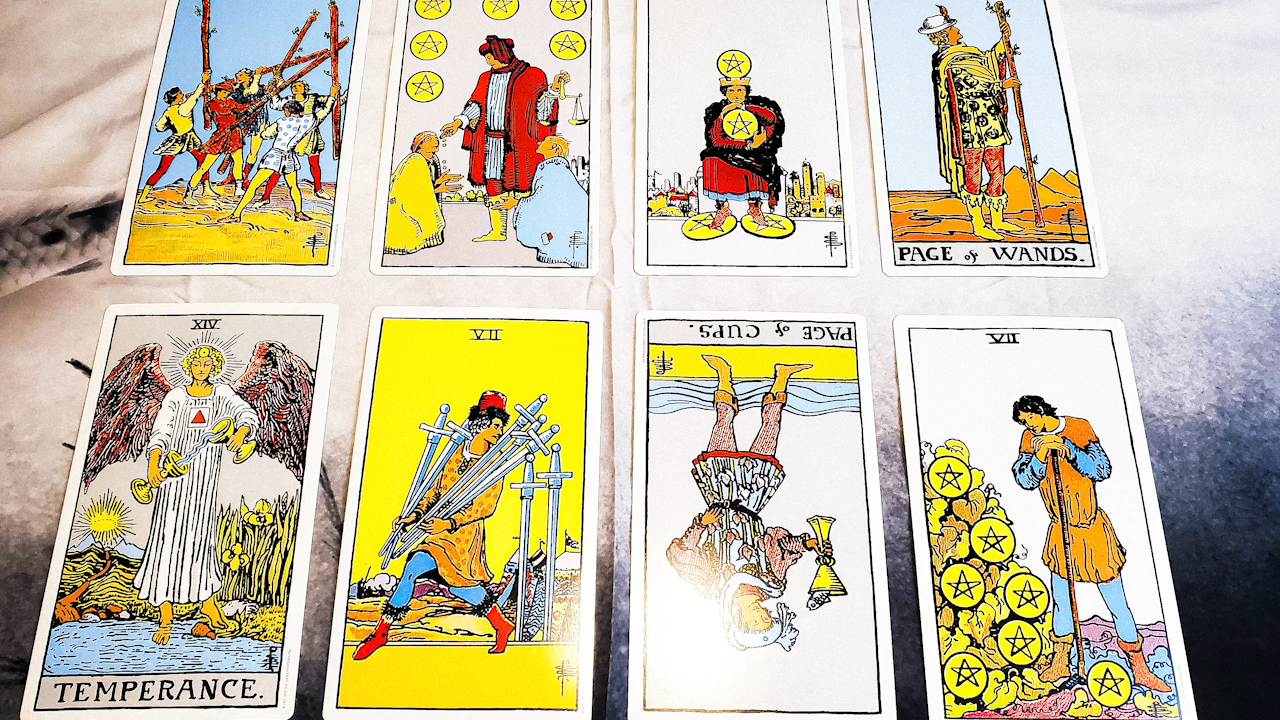 PAGE of WANDS.
XIV
VII
PAGE of CUPS.
VII
TEMPERANCE.